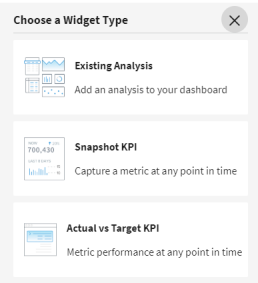 Choose a Widget Type
Existing Analysis
Add an analysis to your dashboard
700,430
Snapshot KPI
Capture a metric at any point in time
Actual vs Target KPI
Metric performance at any point in time